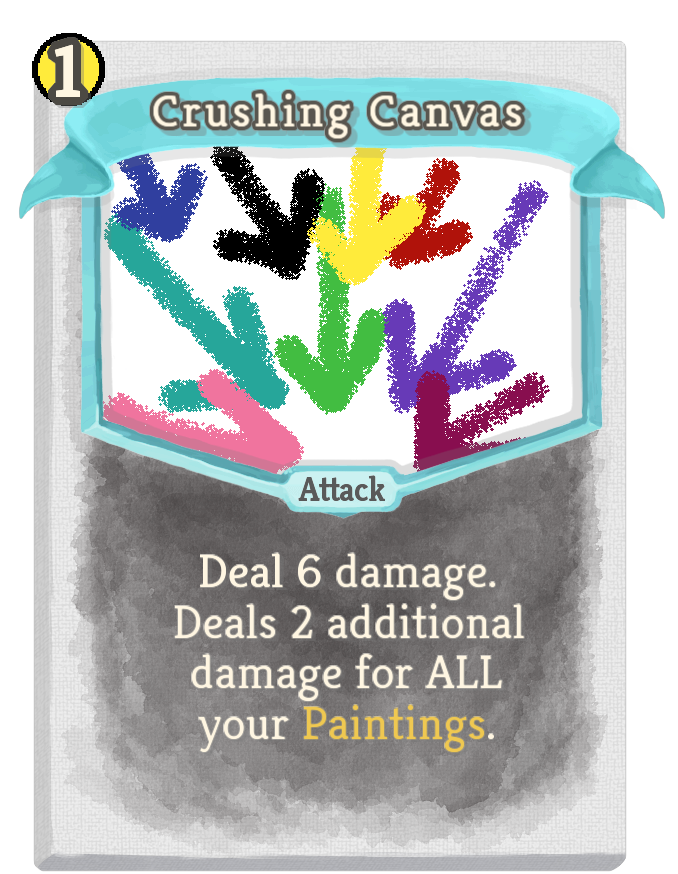 1
Crushing Canvas
Attack
Deal 6 damage.
Deals 2 additional
damage for ALL
your Paintings.